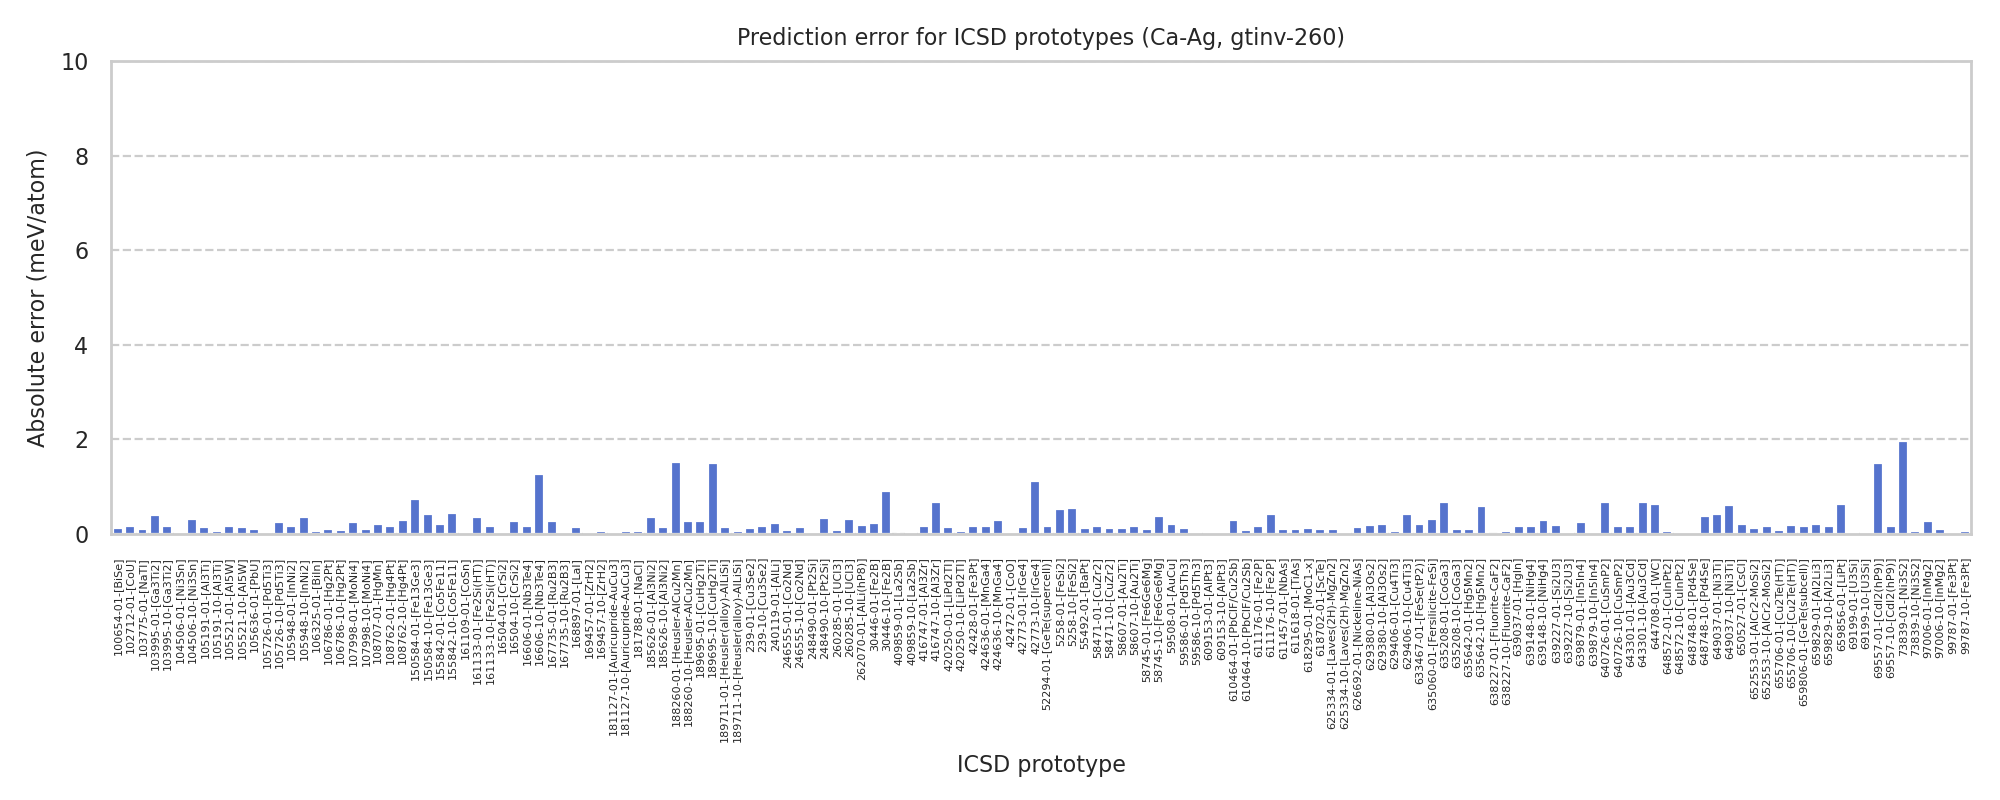 Prediction error for ICSD prototypes (Ca-Ag, gtinv-260)
Absolute error (meV/atom)
10
8
6
4
2
0
100654-01-[BiSe]
102712-01-[CoU]
103775-01-[NaTl]
103995-01-[Ga3Ti2]
103995-10-[Ga3Ti2]
104506-01-[Ni3Sn]
104506-10-[Ni3Sn]
105191-01-[Al3Ti]
105191-10-[Al3Ti]
105521-01-[Al5W]
105521-10-[Al5W]
105636-01-[PbU]
105726-01-[Pd5Ti3]
105726-10-[Pd5Ti3]
105948-01-[InNi2]
105948-10-[InNi2]
106325-01-[BiIn]
106786-01-[Hg2Pt]
106786-10-[Hg2Pt]
107998-01-[MoNi4]
107998-10-[MoNi4]
108707-01-[HgMn]
108762-01-[Hg4Pt]
108762-10-[Hg4Pt]
150584-01-[Fe13Ge3]
150584-10-[Fe13Ge3]
155842-01-[Co5Fe11]
155842-10-[Co5Fe11]
161109-01-[CoSn]
161133-01-[Fe2Si(HT)]
161133-10-[Fe2Si(HT)]
16504-01-[CrSi2]
16504-10-[CrSi2]
16606-01-[Nb3Te4]
16606-10-[Nb3Te4]
167735-01-[Ru2B3]
167735-10-[Ru2B3]
168897-01-[LaI]
169457-01-[ZrH2]
169457-10-[ZrH2]
181127-01-[Auricupride-AuCu3]
181127-10-[Auricupride-AuCu3]
181788-01-[NaCl]
185626-01-[Al3Ni2]
185626-10-[Al3Ni2]
188260-01-[Heusler-AlCu2Mn]
188260-10-[Heusler-AlCu2Mn]
189695-01-[CuHg2Ti]
189695-10-[CuHg2Ti]
189711-01-[Heusler(alloy)-AlLiSi]
189711-10-[Heusler(alloy)-AlLiSi]
239-01-[Cu3Se2]
239-10-[Cu3Se2]
240119-01-[AlLi]
246555-01-[Co2Nd]
246555-10-[Co2Nd]
248490-01-[Pt2Si]
248490-10-[Pt2Si]
260285-01-[UCl3]
260285-10-[UCl3]
262070-01-[AlLi(hP8)]
30446-01-[Fe2B]
30446-10-[Fe2B]
409859-01-[La2Sb]
409859-10-[La2Sb]
416747-01-[Al3Zr]
416747-10-[Al3Zr]
420250-01-[LiPd2Tl]
420250-10-[LiPd2Tl]
42428-01-[Fe3Pt]
424636-01-[MnGa4]
424636-10-[MnGa4]
42472-01-[CoO]
42773-01-[IrGe4]
42773-10-[IrGe4]
52294-01-[GeTe(supercell)]
5258-01-[FeSi2]
5258-10-[FeSi2]
55492-01-[BaPt]
58471-01-[CuZr2]
58471-10-[CuZr2]
58607-01-[Au2Ti]
58607-10-[Au2Ti]
58745-01-[Fe6Ge6Mg]
58745-10-[Fe6Ge6Mg]
59508-01-[AuCu]
59586-01-[Pd5Th3]
59586-10-[Pd5Th3]
609153-01-[AlPt3]
609153-10-[AlPt3]
610464-01-[PbClF/Cu2Sb]
610464-10-[PbClF/Cu2Sb]
611176-01-[Fe2P]
611176-10-[Fe2P]
611457-01-[NbAs]
611618-01-[TiAs]
618295-01-[MoC1-x]
618702-01-[ScTe]
625334-01-[Laves(2H)-MgZn2]
625334-10-[Laves(2H)-MgZn2]
626692-01-[Nickeline-NiAs]
629380-01-[Al3Os2]
629380-10-[Al3Os2]
629406-01-[Cu4Ti3]
629406-10-[Cu4Ti3]
633467-01-[FeSe(tP2)]
635060-01-[Fersilicite-FeSi]
635208-01-[CoGa3]
635208-10-[CoGa3]
635642-01-[Hg5Mn2]
635642-10-[Hg5Mn2]
638227-01-[Fluorite-CaF2]
638227-10-[Fluorite-CaF2]
639037-01-[HgIn]
639148-01-[NiHg4]
639148-10-[NiHg4]
639227-01-[Si2U3]
639227-10-[Si2U3]
639879-01-[In5In4]
639879-10-[In5In4]
640726-01-[CuSmP2]
640726-10-[CuSmP2]
643301-01-[Au3Cd]
643301-10-[Au3Cd]
644708-01-[WC]
648572-01-[CuInPt2]
648572-10-[CuInPt2]
648748-01-[Pd4Se]
648748-10-[Pd4Se]
649037-01-[Ni3Ti]
649037-10-[Ni3Ti]
650527-01-[CsCl]
652553-01-[AlCr2-MoSi2]
652553-10-[AlCr2-MoSi2]
655706-01-[Cu2Te(HT)]
655706-10-[Cu2Te(HT)]
659806-01-[GeTe(subcell)]
659829-01-[Al2Li3]
659829-10-[Al2Li3]
659856-01-[LiPt]
69199-01-[U3Si]
69199-10-[U3Si]
69557-01-[CdI2(hP9)]
69557-10-[CdI2(hP9)]
73839-01-[Ni3S2]
73839-10-[Ni3S2]
97006-01-[InMg2]
97006-10-[InMg2]
99787-01-[Fe3Pt]
99787-10-[Fe3Pt]
ICSD prototype